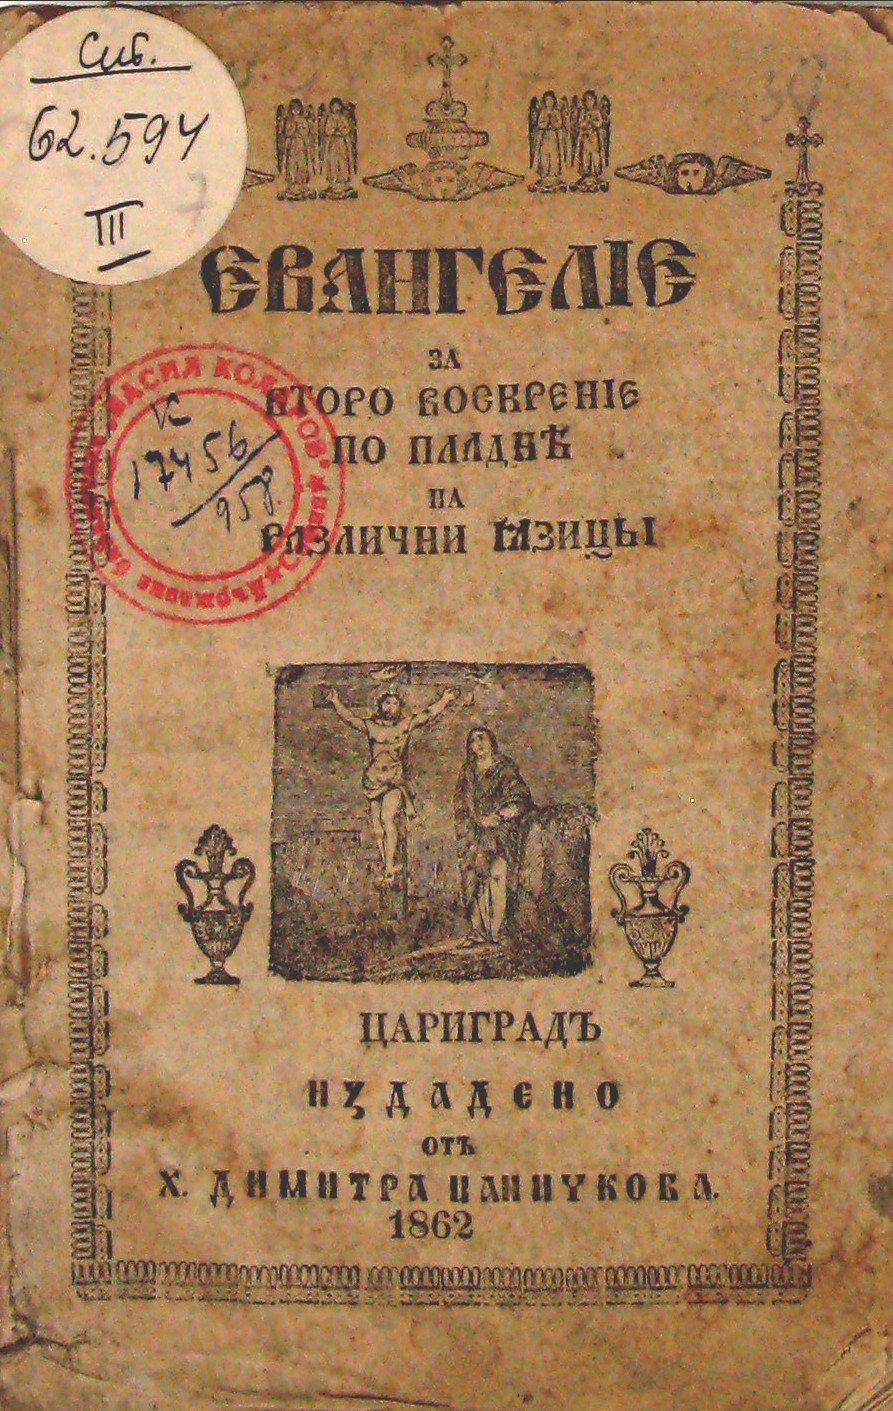 Сиб.
62.594
III
ЕВАНГЕЛІЕ
ЗА
ВТОРО ВОСКРЕНІЕ
ПО ПЛАДНѢ
НА
РАЗЛИЧНИ ꙖЗИЦЫ
V
17456
958
ЦАРИГРАДЪ
ИЗДАДЕНО
ОТЪ
Х. ДИМИТРА ПАНИЧКОВА.
1862